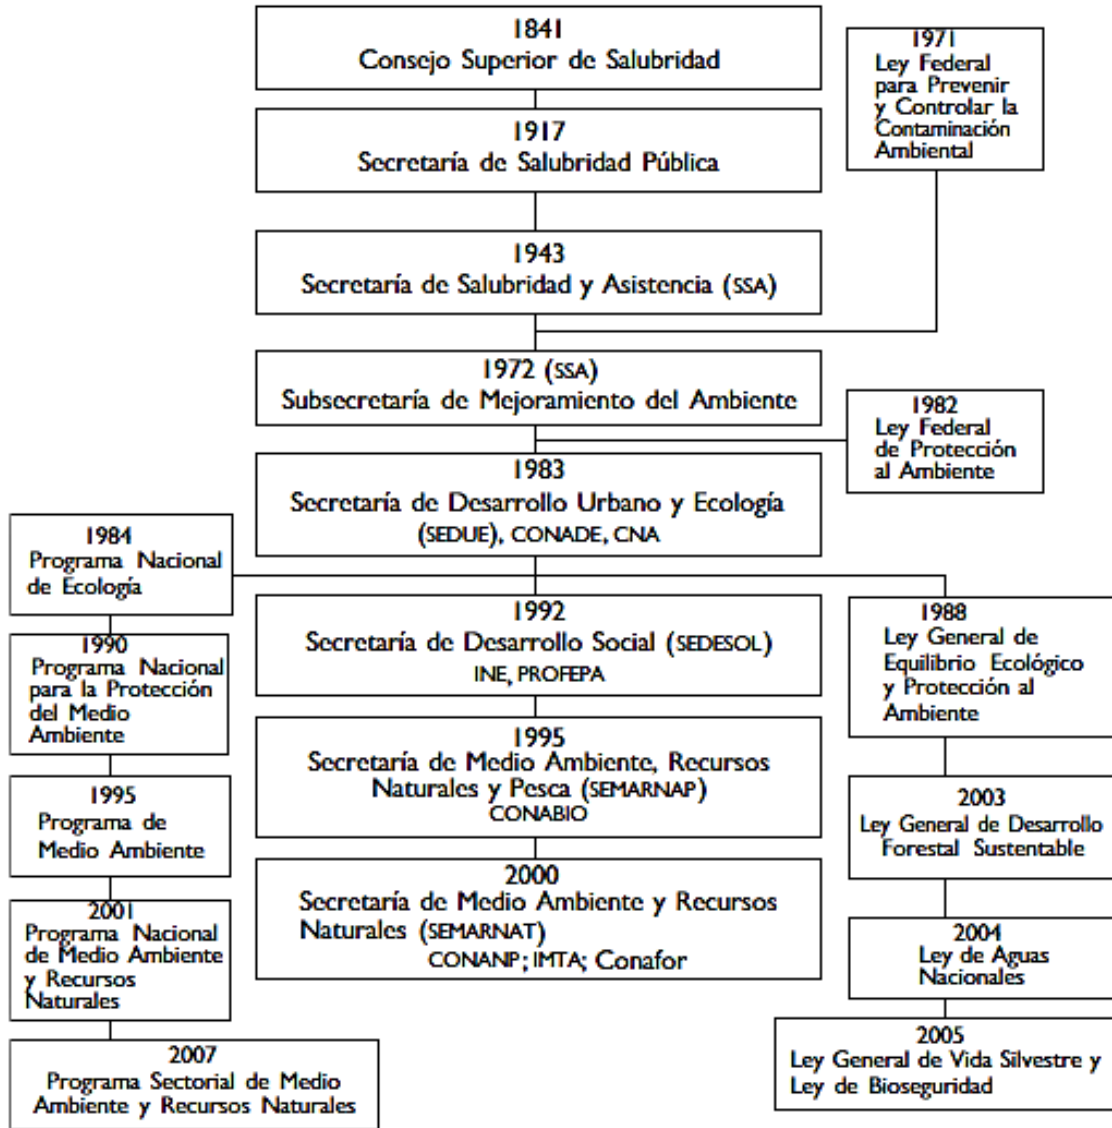 1841
Consejo Superior de Salubridad
1971
Ley Federal
para Prevenir
y Controlar la
Contaminación
Ambiental
1917
Secretaría de Salubridad Pública
1943
Secretaría de Salubridad y Asistencia (SSA)
1972 (SSA)
Subsecretaría de Mejoramiento del Ambiente
1982
Ley Federal
de Protección
al Ambiente
1983
Secretaría de Desarrollo Urbano y Ecología
(SEDUE), CONADE, CNA
1984
Programa Nacional
de Ecología
1990
Programa Nacional
para la Protección
del Medio
Ambiente
1995
Programa de
Medio Ambiente
2001
Programa Nacional
de Medio Ambiente
y Recursos
Naturales
2007
Programa Sectorial de Medio
Ambiente y Recursos Naturales
1992
Secretaría de Desarrollo Social (SEDESOL)
INE, PROFEPA
1995
Secretaría de Medio Ambiente, Recursos
Naturales y Pesca (SEMARNAP)
CONABIO
2000
Secretaría de Medio Ambiente y Recursos
Naturales (SEMARNAT)
CONANP; IMTA; Conafor
1988
Ley General de
Equilibrio Ecológico
y Protección al
Ambiente
2003
Ley General de Desarrollo
Forestal Sustentable
2004
Ley de Aguas
Nacionales
2005
Ley General de Vida Silvestre y
Ley de Bioseguridad